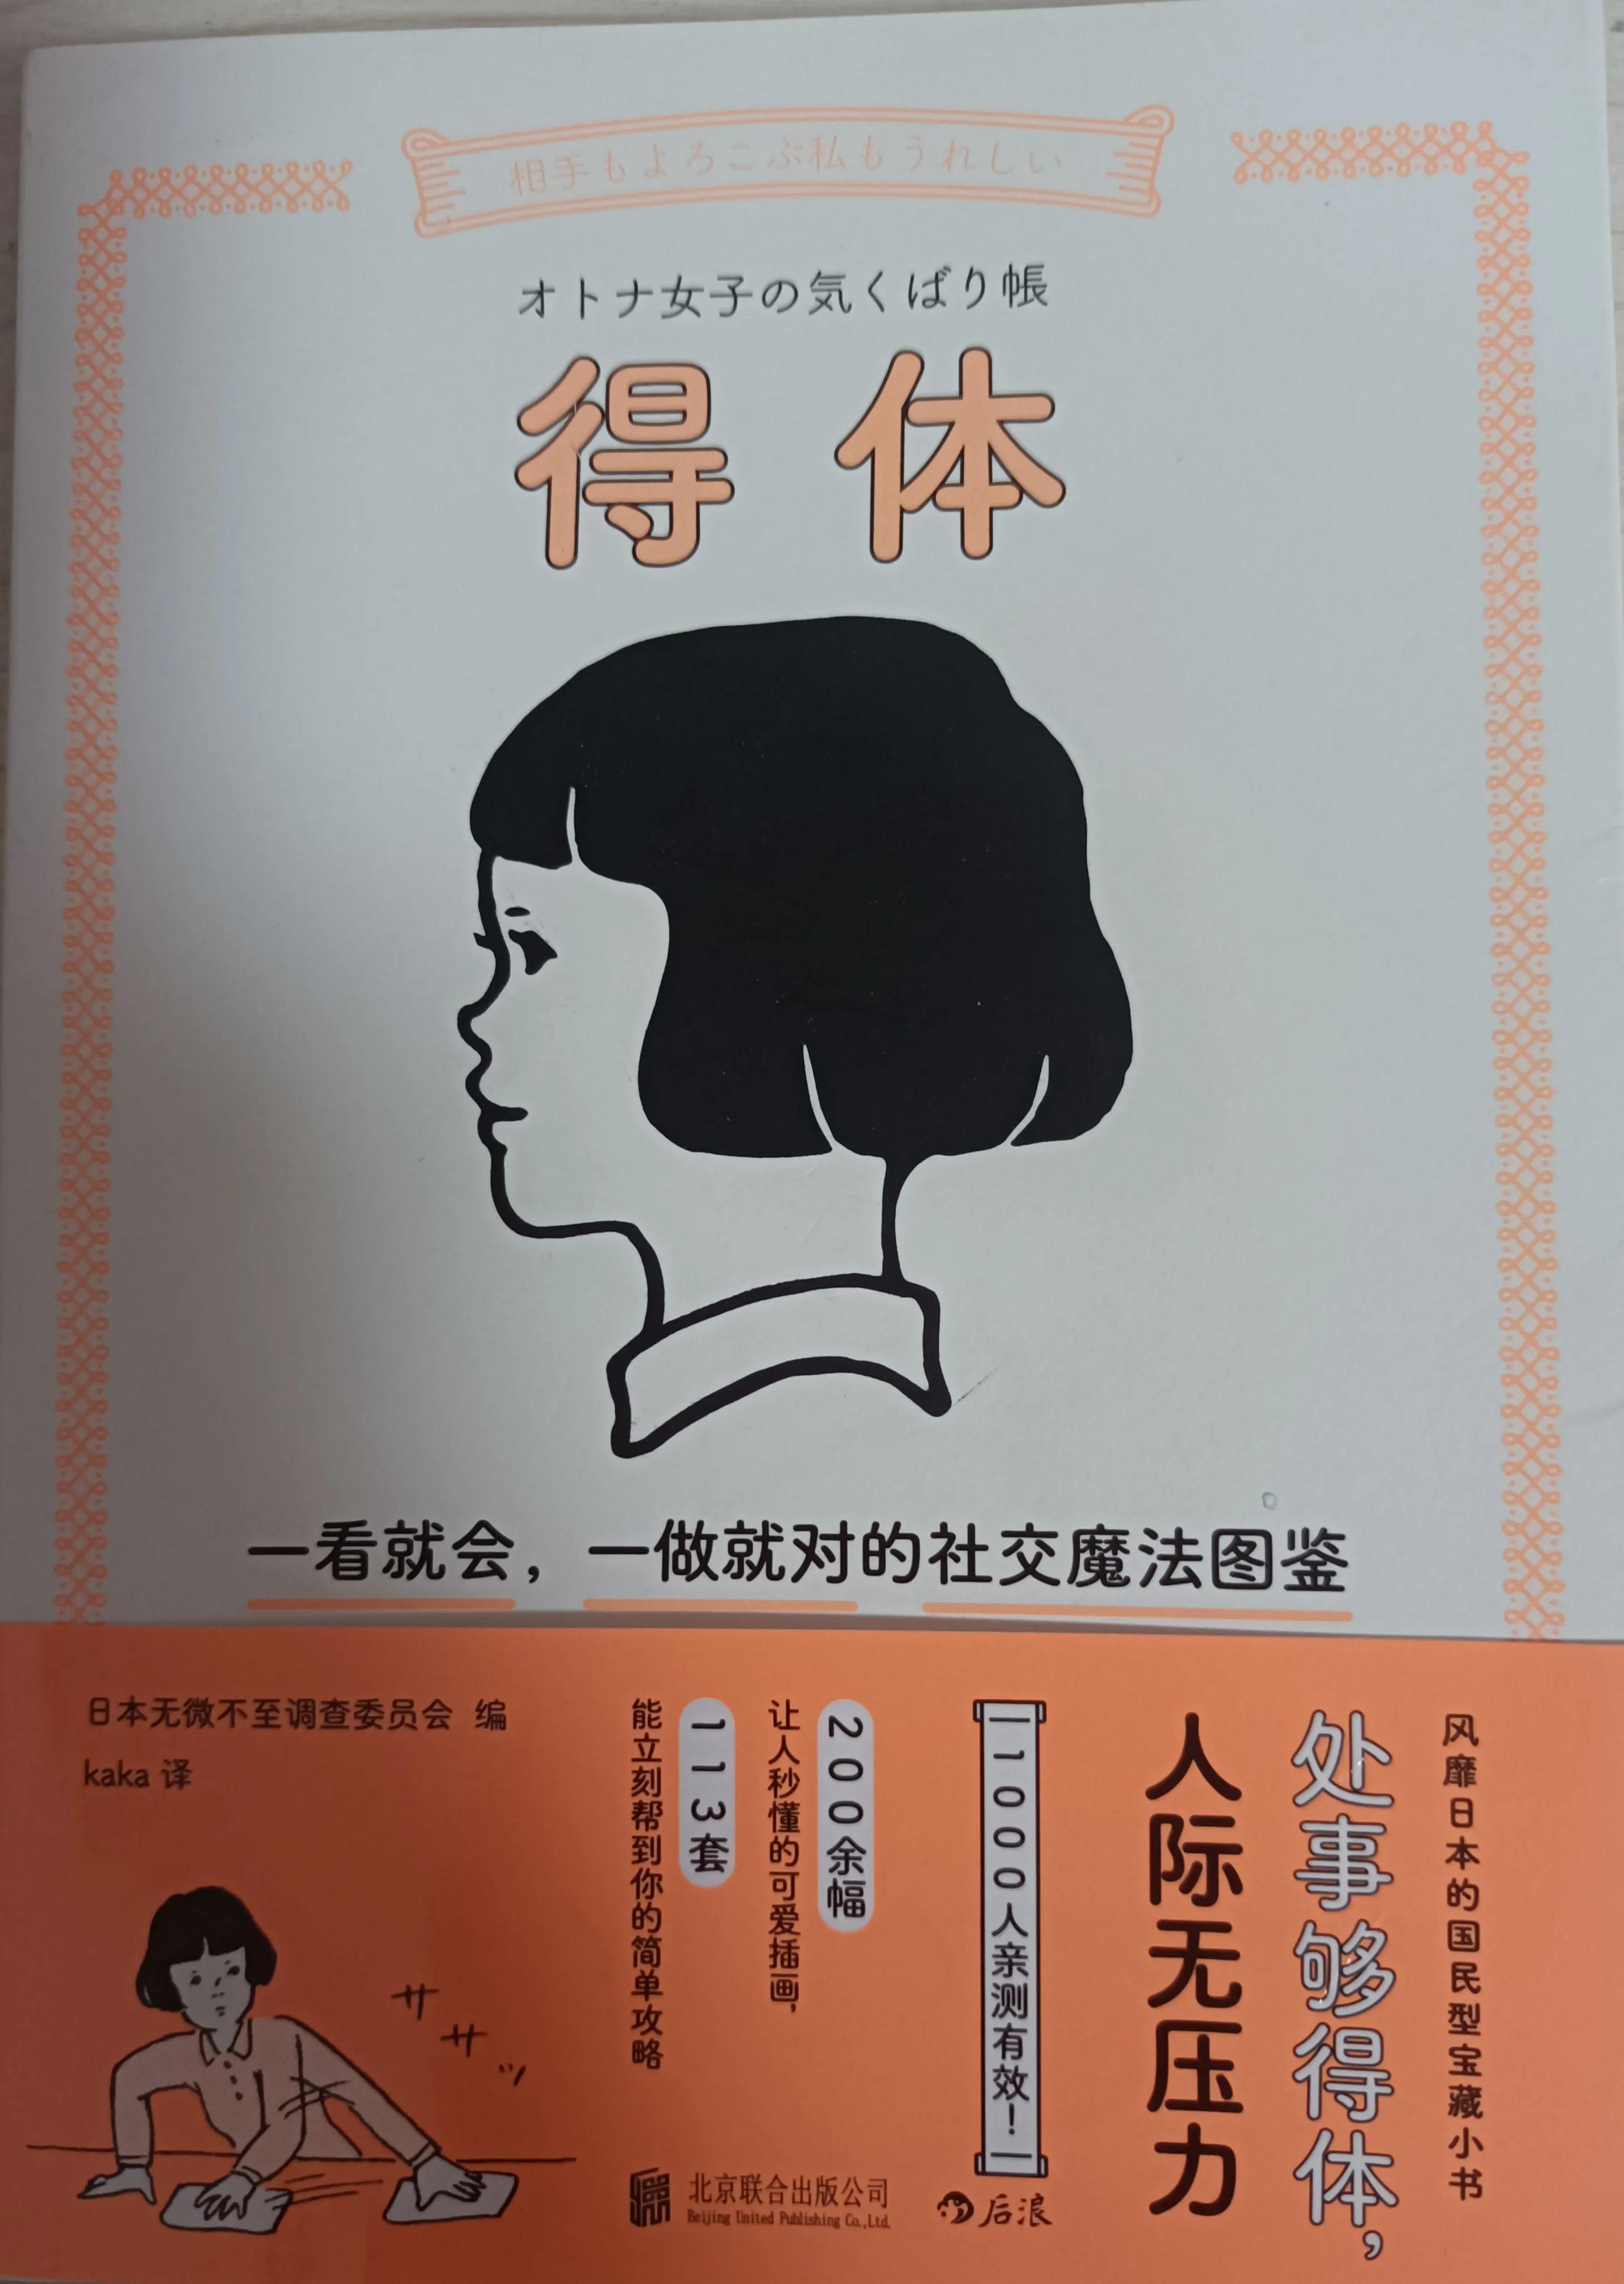 相手もよろこぶ私もうれしい
オトナ女子の気くばり帳
得体
一看就会，一做就对的社交魔法图鉴
风靡日本的国民型宝藏小书
处事够得体，
人际无压力
1000人亲测有效！
200余幅
让人秒懂的可爱插画，
113套
能立刻帮到你的简单攻略
日本无微不至调查委员会 编
kaka 译
サ
サ
ッ
北京联合出版公司
Beijing United Publishing Co.,Ltd.
后浪